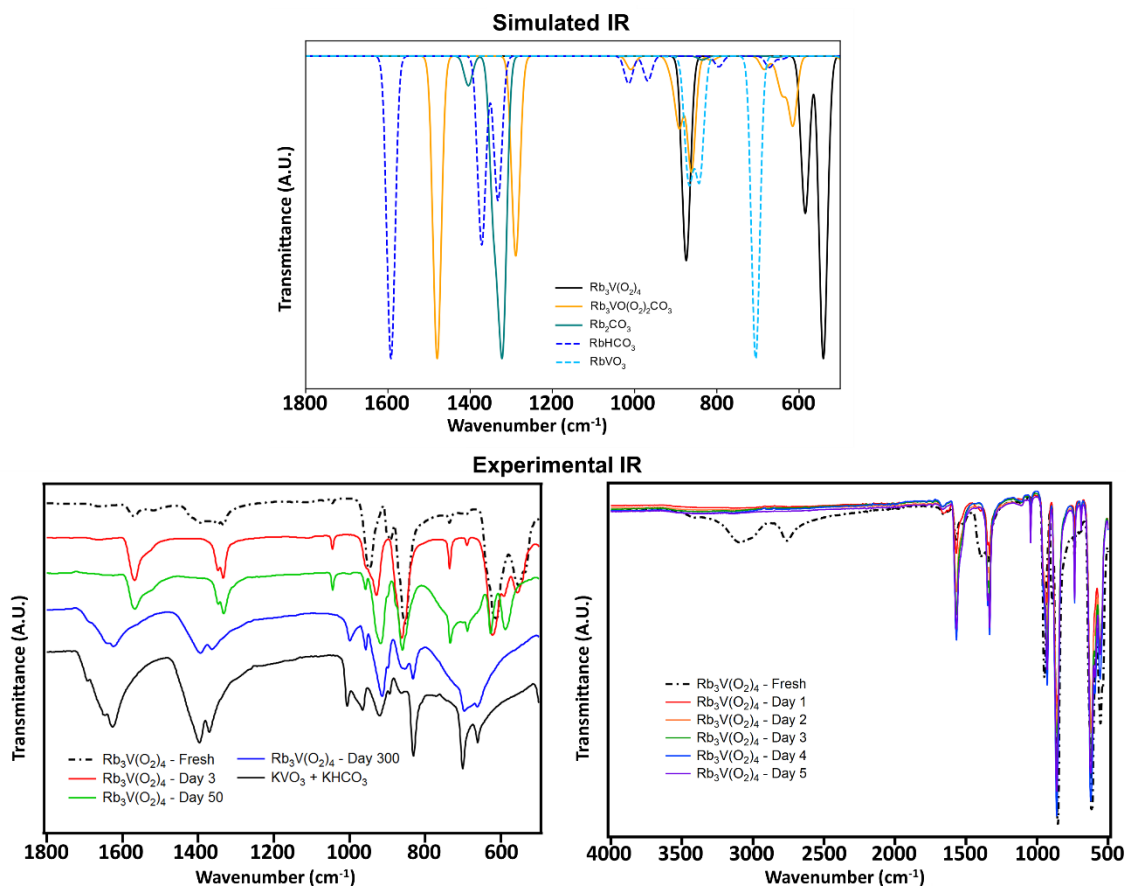 Simulated IR
Transmittance (A.U.)
Rb₃V(O₂)₄
Rb₃VO(O₂)₂CO₃
Rb₂CO₃
RbHCO₃
RbVO₃
1800 1600 1400 1200 1000 800 600
Wavenumber (cm⁻¹)
Experimental IR
Transmittance (A.U.)
Rb₃V(O₂)₄ - Fresh
Rb₃V(O₂)₄ - Day 3
Rb₃V(O₂)₄ - Day 50
Rb₃V(O₂)₄ - Day 300
KVO₃ + KHCO₃
1800 1600 1400 1200 1000 800 600
Wavenumber (cm⁻¹)
Transmittance (A.U.)
Rb₃V(O₂)₄ - Fresh
Rb₃V(O₂)₄ - Day 1
Rb₃V(O₂)₄ - Day 2
Rb₃V(O₂)₄ - Day 3
Rb₃V(O₂)₄ - Day 4
Rb₃V(O₂)₄ - Day 5
4000 3500 3000 2500 2000 1500 1000 500
Wavenumber (cm⁻¹)